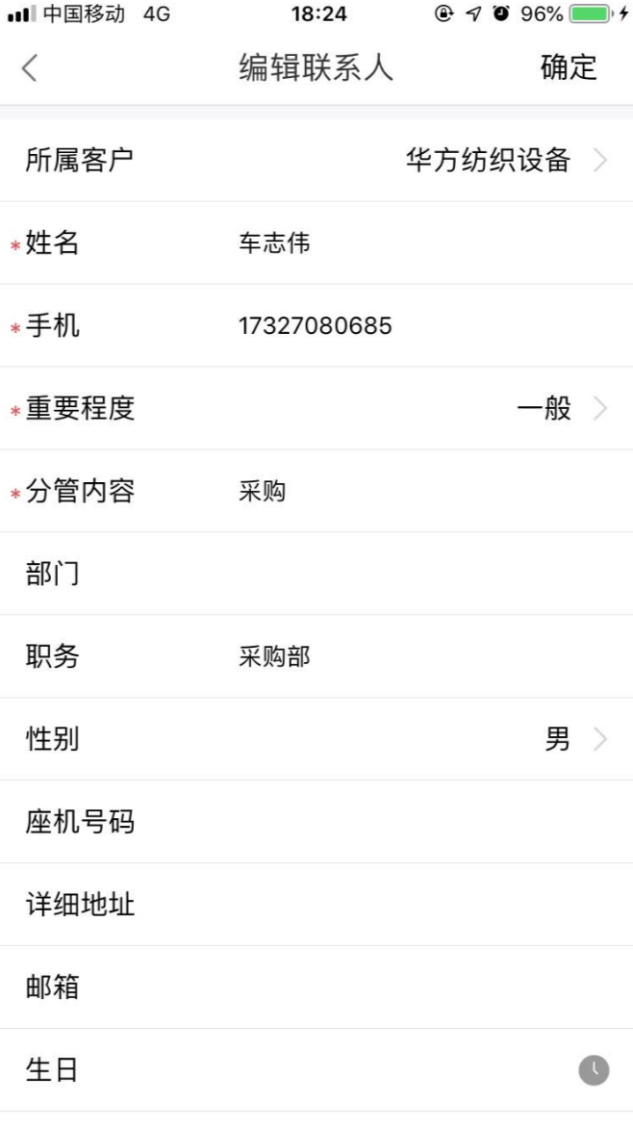 中国移动 4G 18:24 96%
编辑联系人 确定
所属客户 华方纺织设备
*姓名 车志伟
*手机 17327080685
*重要程度 一般
*分管内容 采购
部门
职务 采购部
性别 男
座机号码
详细地址
邮箱
生日